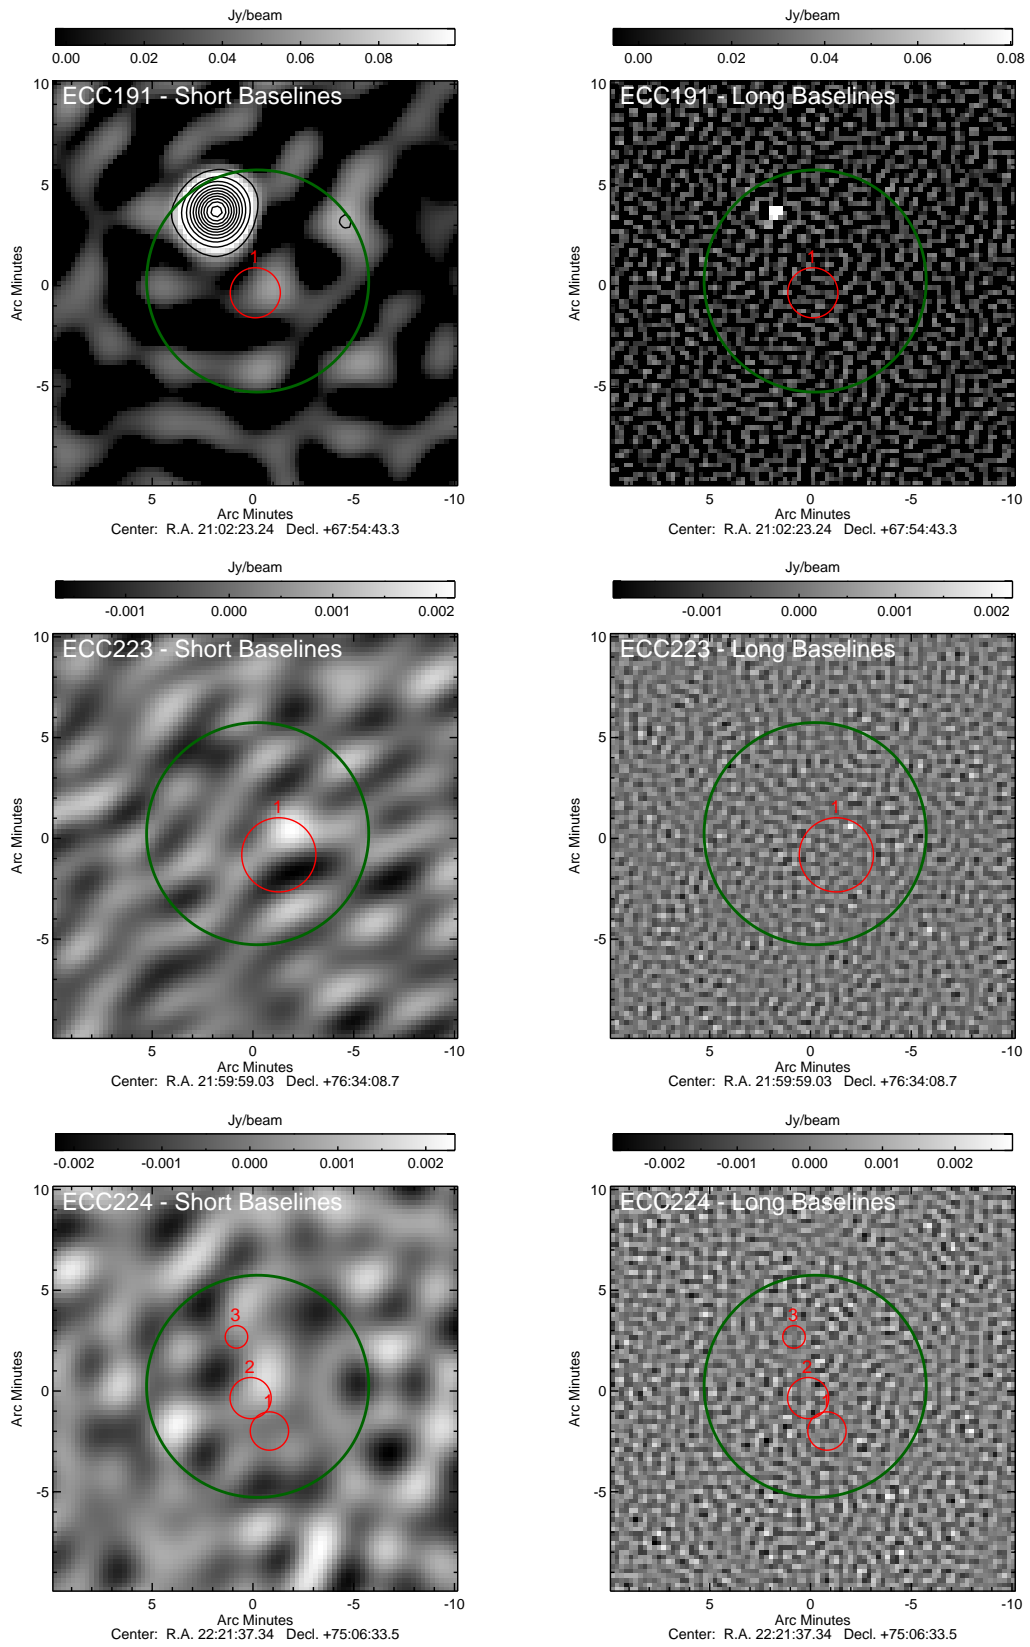 Jy/beam
0.00 0.02 0.04 0.06 0.08
ECC191 - Short Baselines
10
5
0
-5
Arc Minutes
1
5 0 -5 -10
Arc Minutes
Center: R.A. 21:02:23.24 Decl. +67:54:43.3
Jy/beam
0.00 0.02 0.04 0.06 0.08
ECC191 - Long Baselines
10
5
0
-5
Arc Minutes
1
5 0 -5 -10
Arc Minutes
Center: R.A. 21:02:23.24 Decl. +67:54:43.3
Jy/beam
-0.001 0.000 0.001 0.002
ECC223 - Short Baselines
10
5
0
-5
Arc Minutes
1
5 0 -5 -10
Arc Minutes
Center: R.A. 21:59:59.03 Decl. +76:34:08.7
Jy/beam
-0.001 0.000 0.001 0.002
ECC223 - Long Baselines
10
5
0
-5
Arc Minutes
1
5 0 -5 -10
Arc Minutes
Center: R.A. 21:59:59.03 Decl. +76:34:08.7
Jy/beam
-0.002 -0.001 0.000 0.001 0.002
ECC224 - Short Baselines
10
5
0
-5
Arc Minutes
3
2
1
5 0 -5 -10
Arc Minutes
Center: R.A. 22:21:37.34 Decl. +75:06:33.5
Jy/beam
-0.002 -0.001 0.000 0.001 0.002
ECC224 - Long Baselines
10
5
0
-5
Arc Minutes
3
2
1
5 0 -5 -10
Arc Minutes
Center: R.A. 22:21:37.34 Decl. +75:06:33.5